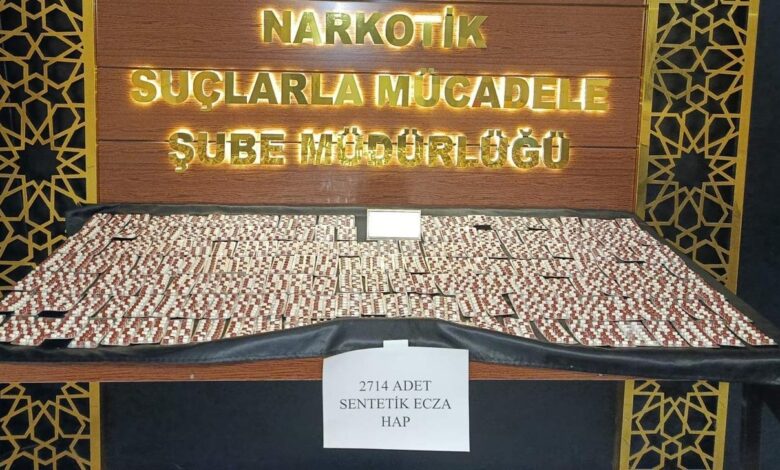 NARKOTİK
SUÇLARLA MÜCADELE
ŞUBE MÜDÜRLÜĞÜ
2714 ADET
SENTETİK ECZA
HAP